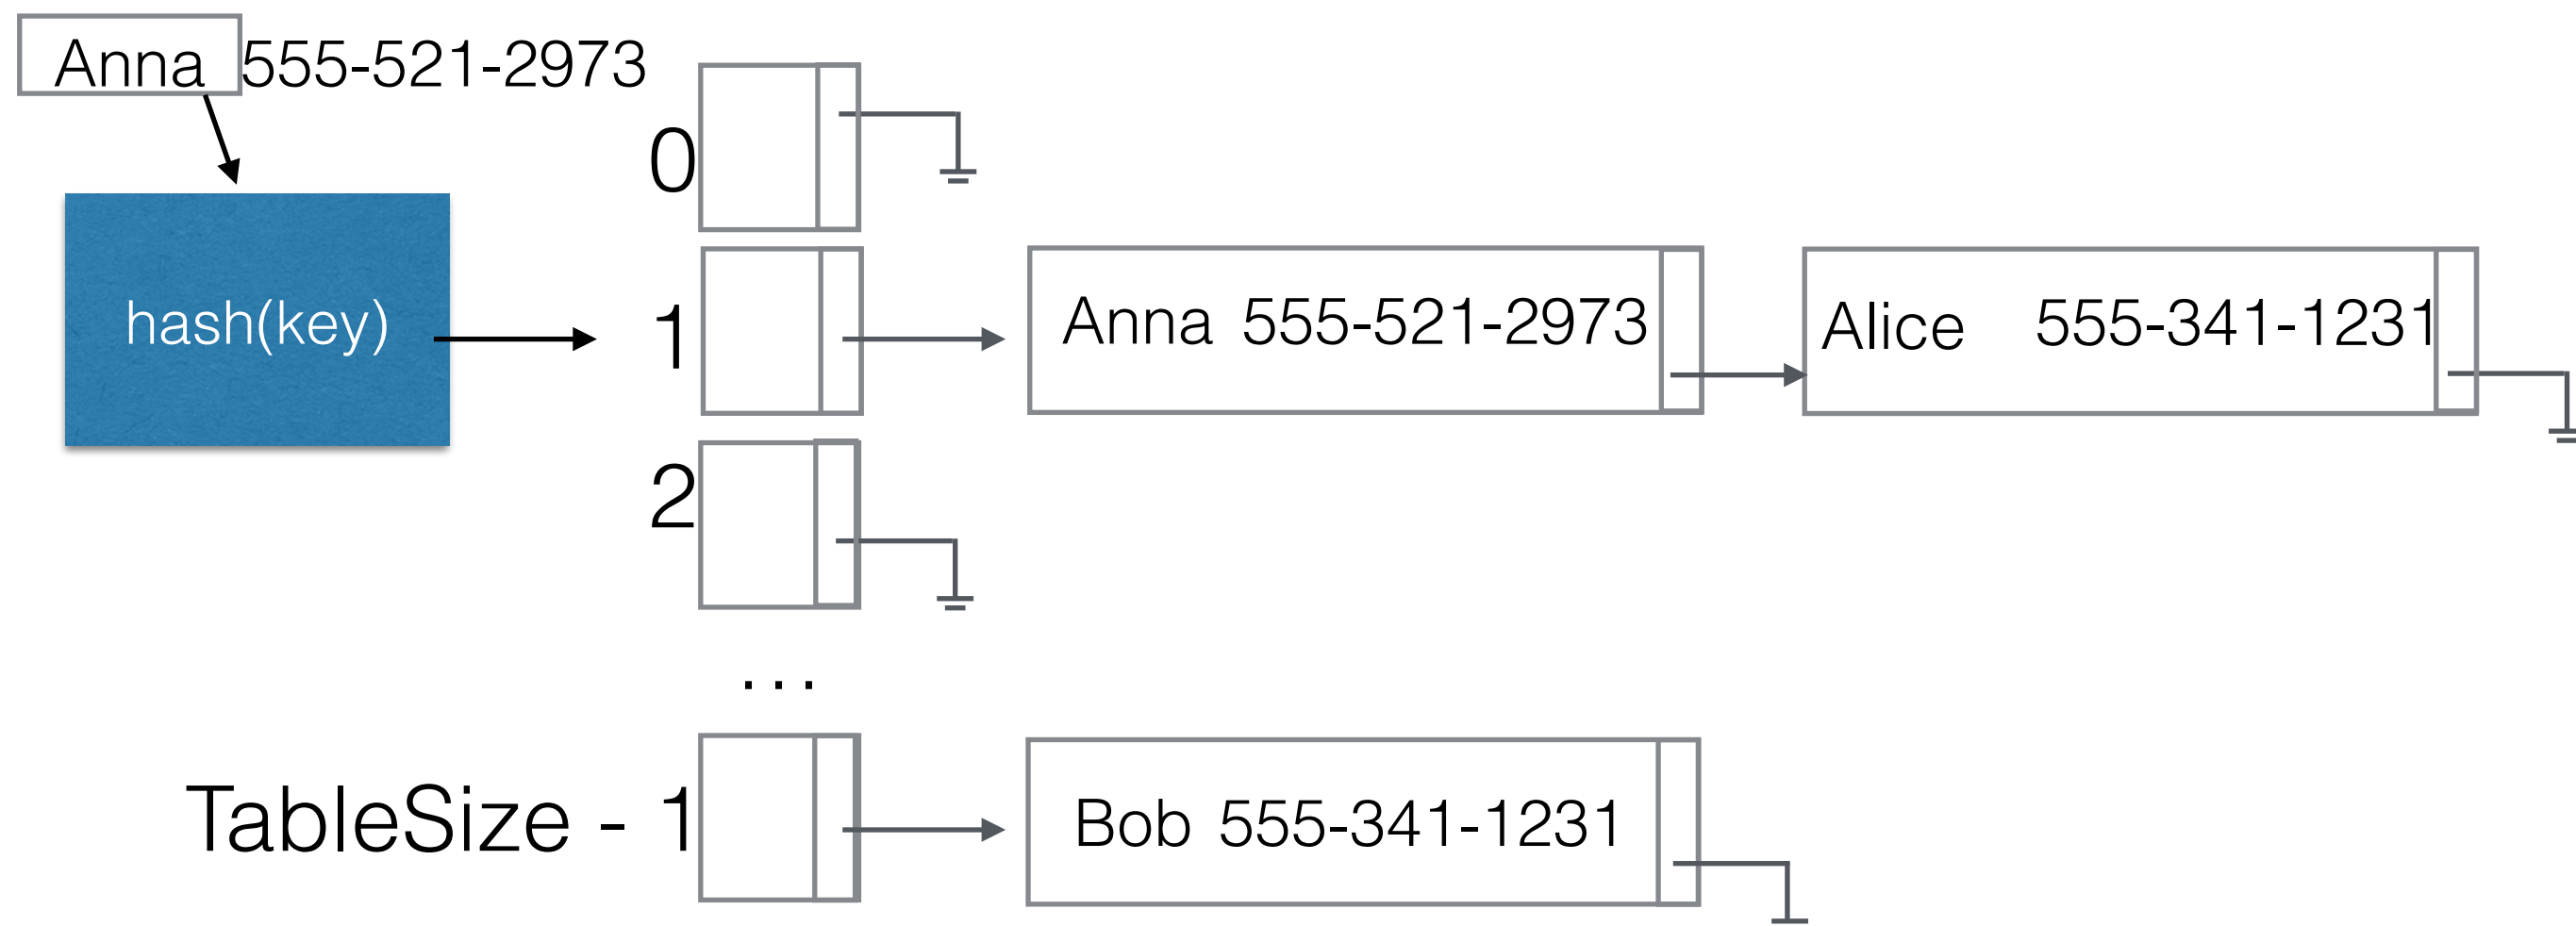 Anna 555-521-2973
0
hash(key)
1
Anna 555-521-2973
Alice 555-341-1231
2
...
TableSize - 1
Bob 555-341-1231